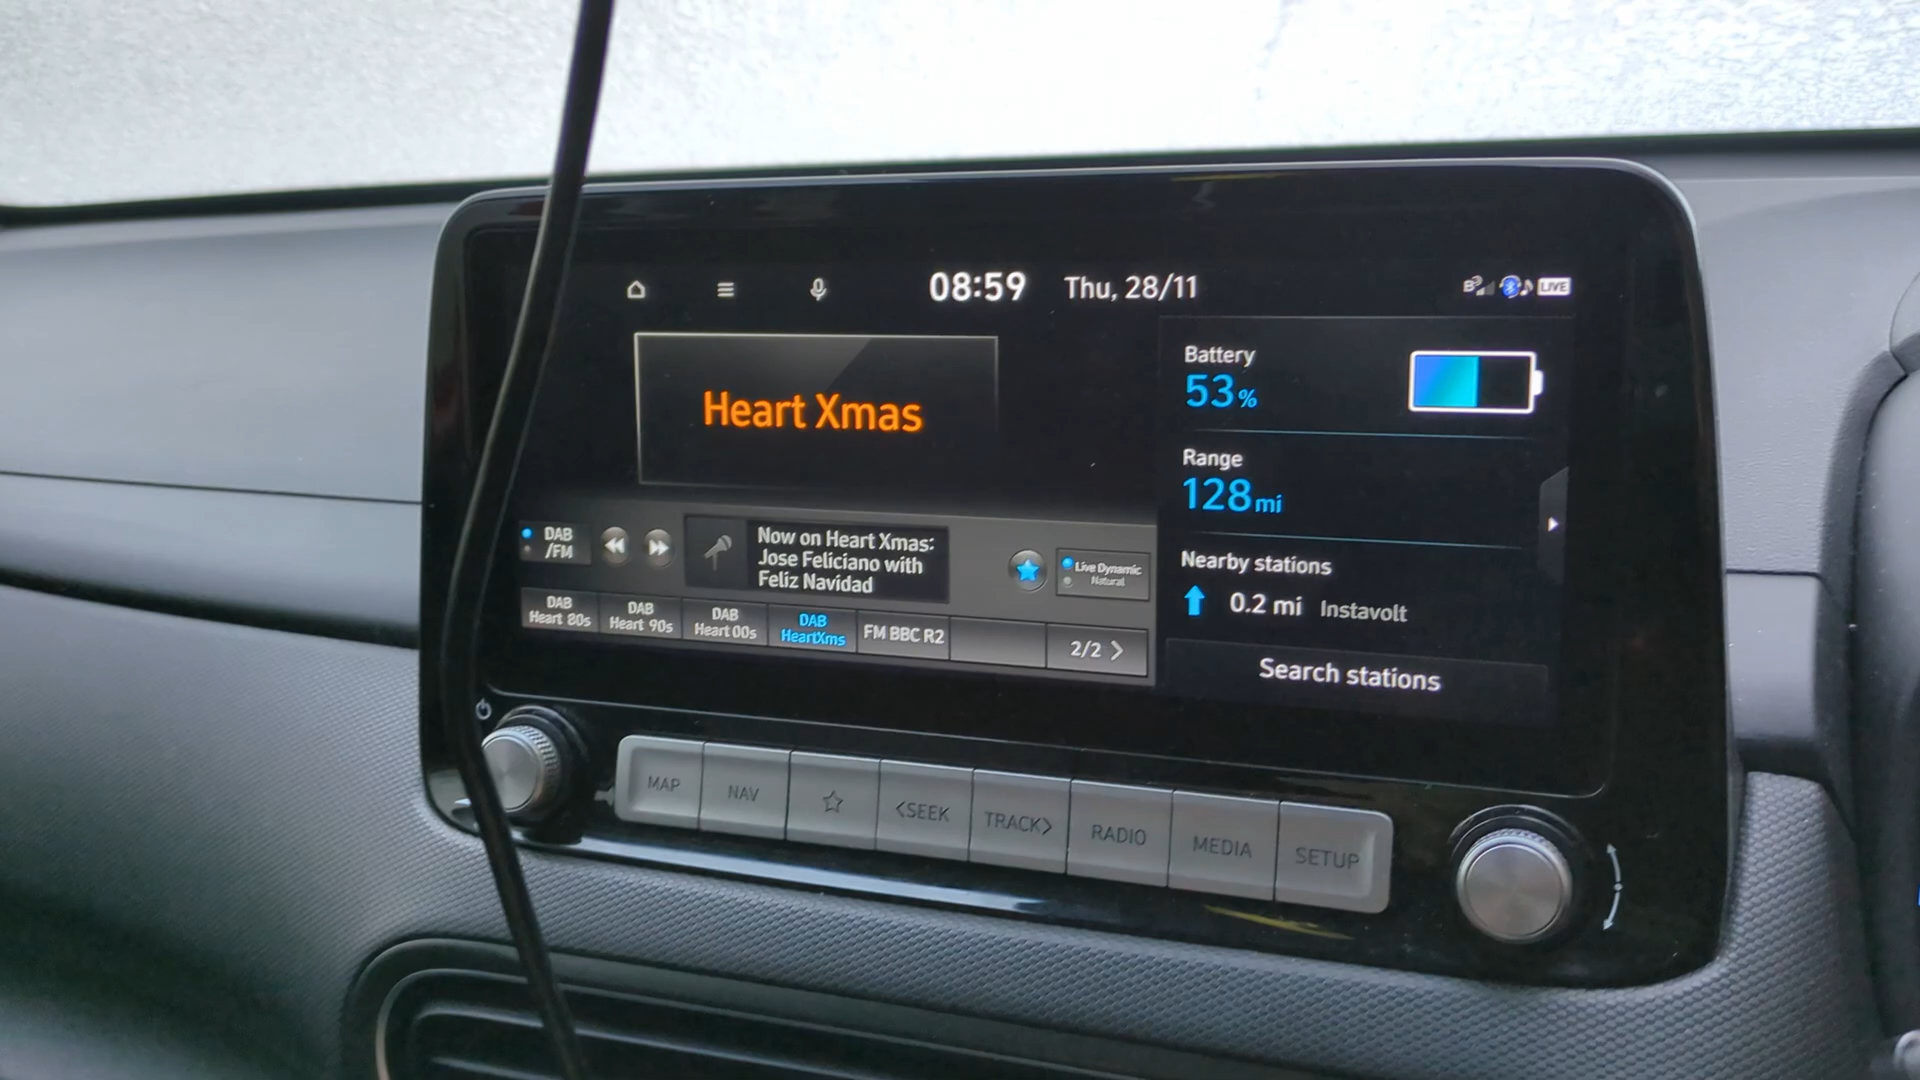 08:59 Thu, 28/11
LIVE
Heart Xmas
DAB
/FM
Now on Heart Xmas:
Jose Feliciano with
Feliz Navidad
Live Dynamic
Natural
DAB
Heart 80s
DAB
Heart 90s
DAB
Heart 00s
DAB
HeartXms
FM BBC R2
2/2 >
Battery
53%
Range
128mi
Nearby stations
0.2 mi Instavolt
Search stations
MAP
NAV
<SEEK
TRACK>
RADIO
MEDIA
SETUP